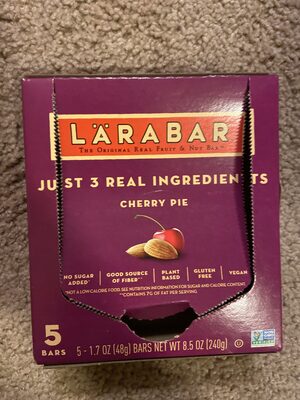 LÄRABAR
THE ORIGINAL REAL FRUIT & NUT BAR™
JUST 3 REAL INGREDIENTS
CHERRY PIE
NO SUGAR ADDED* | GOOD SOURCE OF FIBER** | PLANT BASED | GLUTEN FREE | VEGAN
*NOT A LOW CALORIE FOOD. SEE NUTRITION INFORMATION FOR SUGAR AND CALORIE CONTENT.
**CONTAINS 7G OF FAT PER SERVING
5
BARS
5 - 1.7 OZ (48g) BARS NET WT 8.5 OZ (240g)